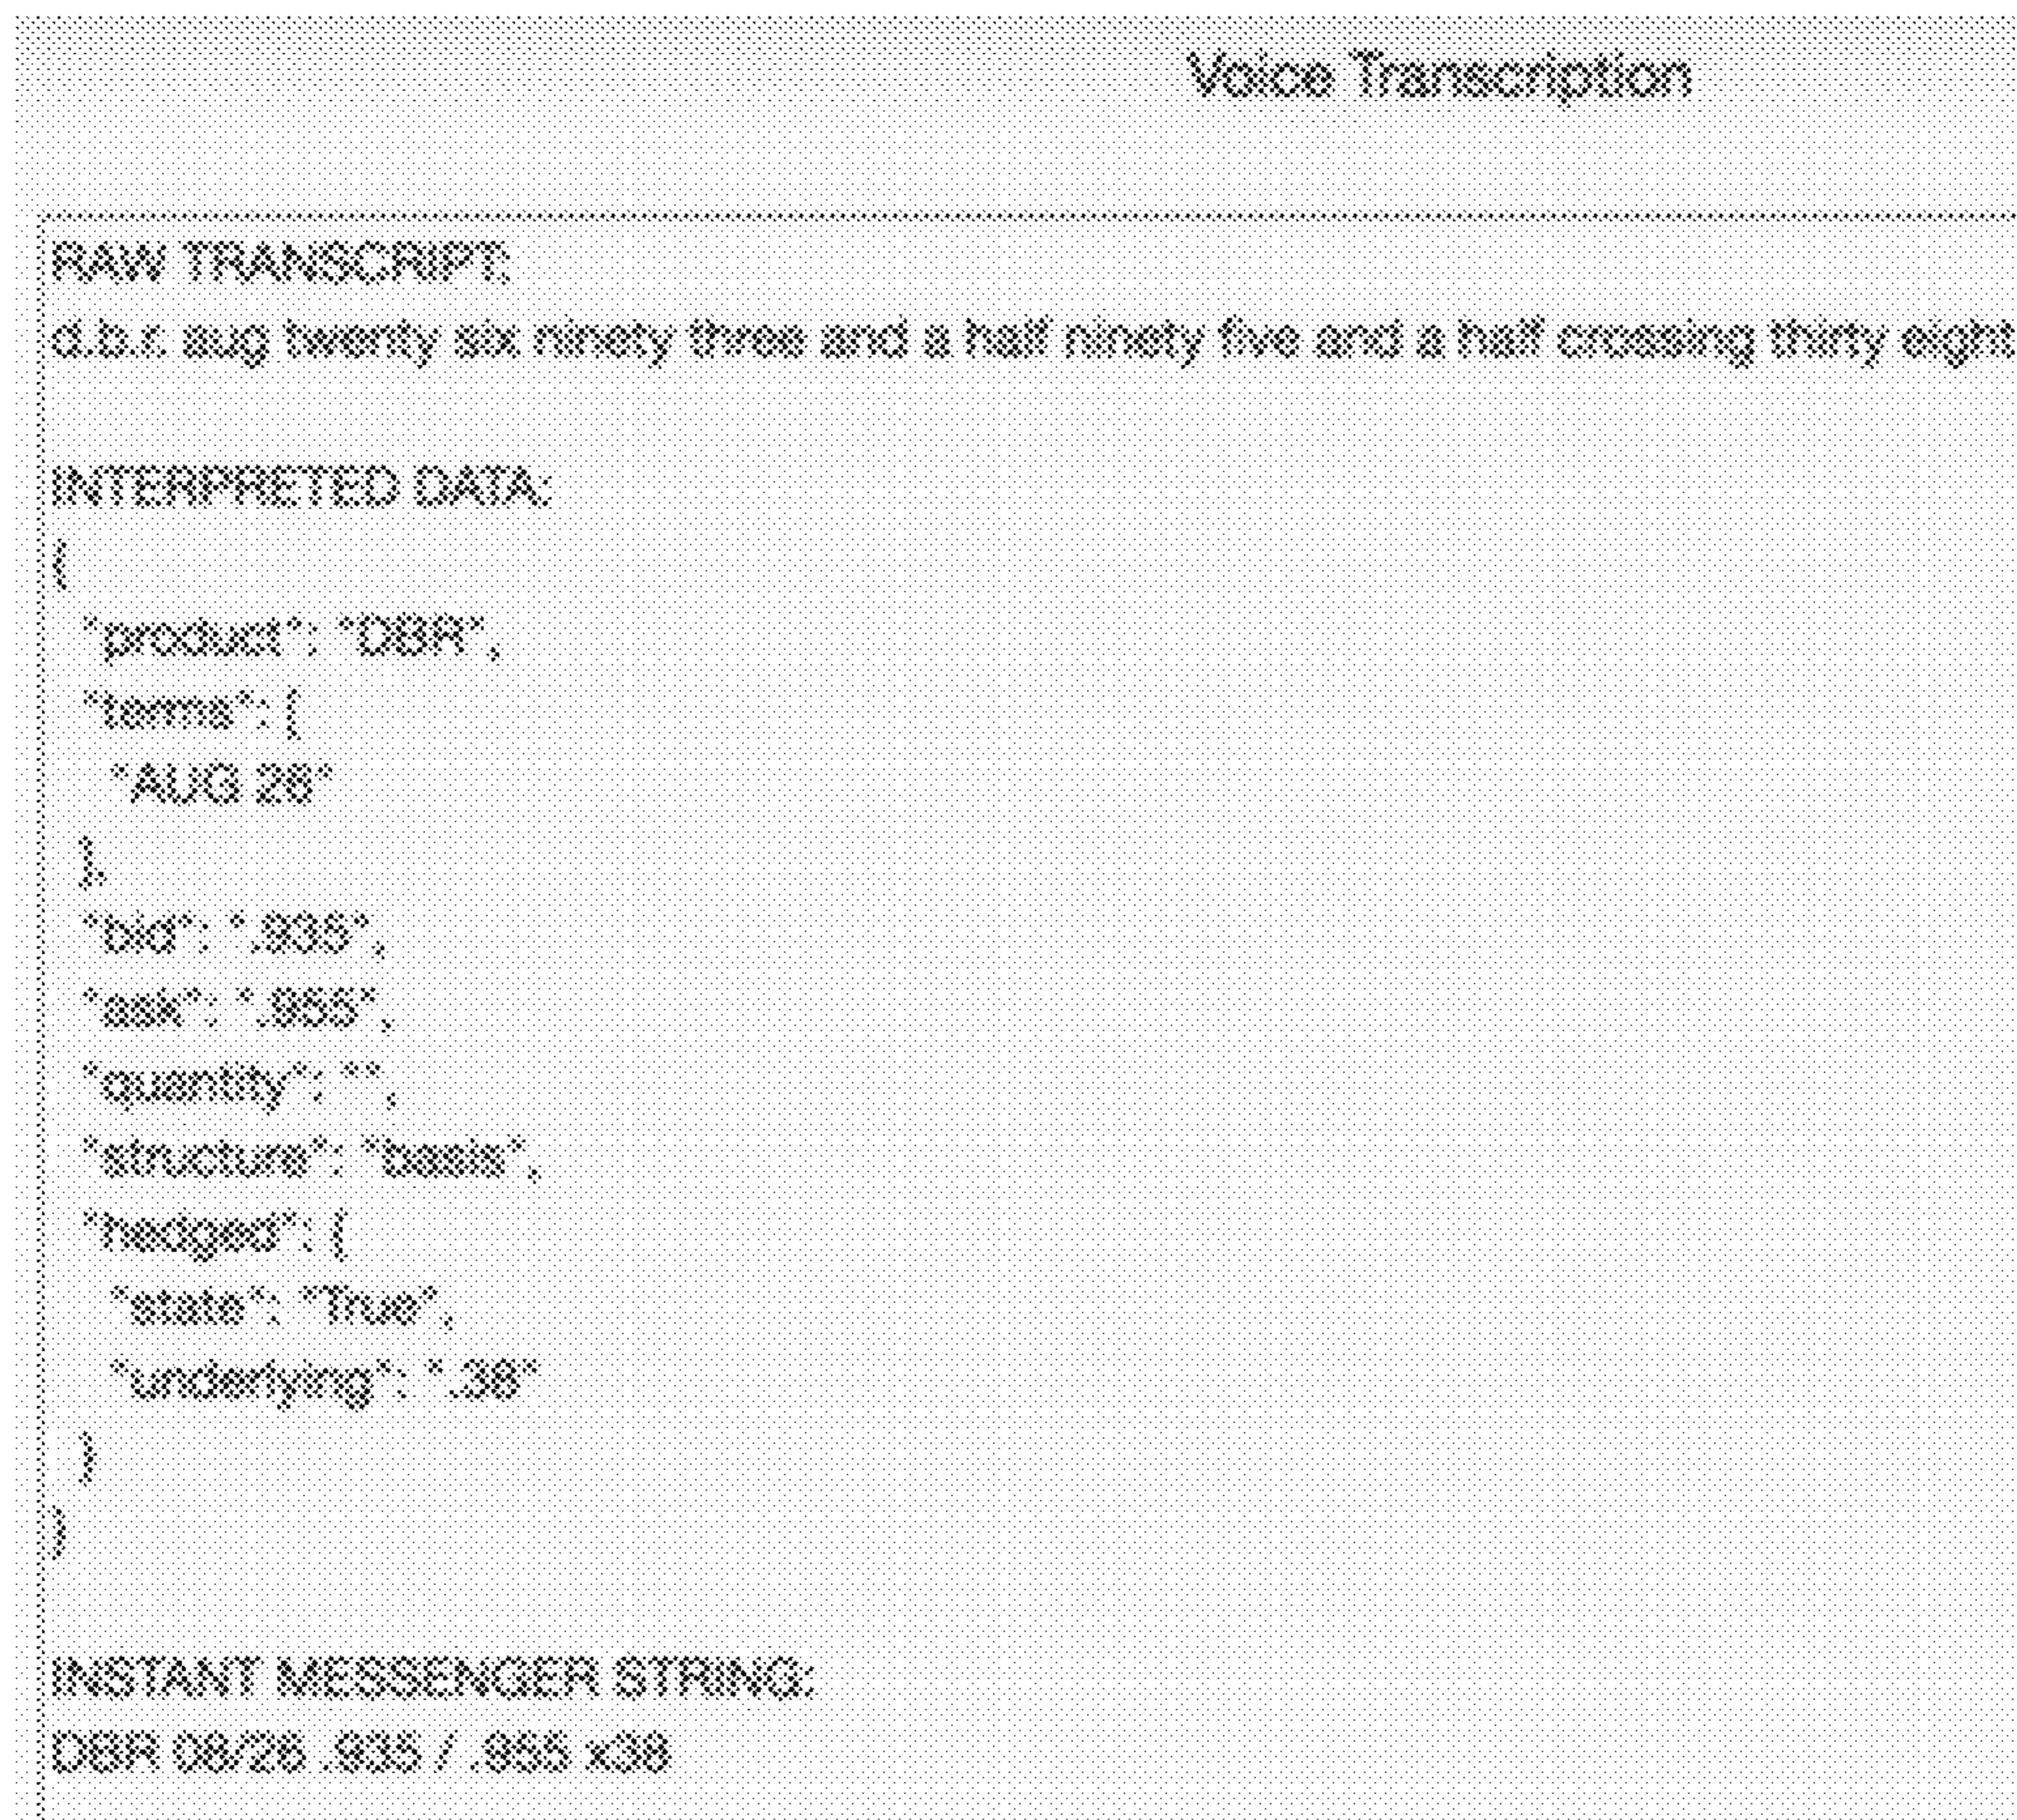 Voice Transcription
RAW TRANSCRIPT:
d.b.r. aug twenty six ninety three and a half ninety five and a half crossing thirty eight
INTERPRETED DATA:
{
"product": "DBR",
"terms": [
"AUG 26"
],
"bid": ".935",
"ask": ".955",
"quantity": "",
"structure": "basis",
"hedged": {
"state": "True",
"underlying": ".38"
}
}
INSTANT MESSENGER STRING:
DBR 08/26 .935 / .955 x38